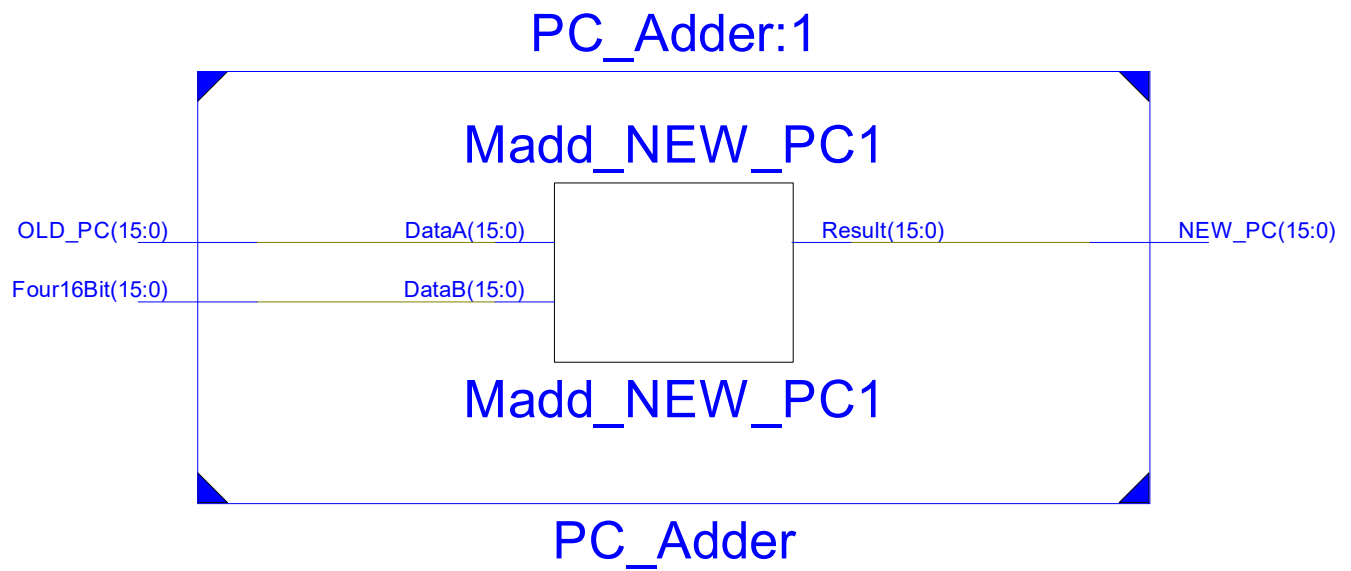 PC_Adder:1
Madd_NEW_PC1
OLD_PC(15:0) DataA(15:0) Result(15:0) NEW_PC(15:0)
Four16Bit(15:0) DataB(15:0)
Madd_NEW_PC1
PC_Adder